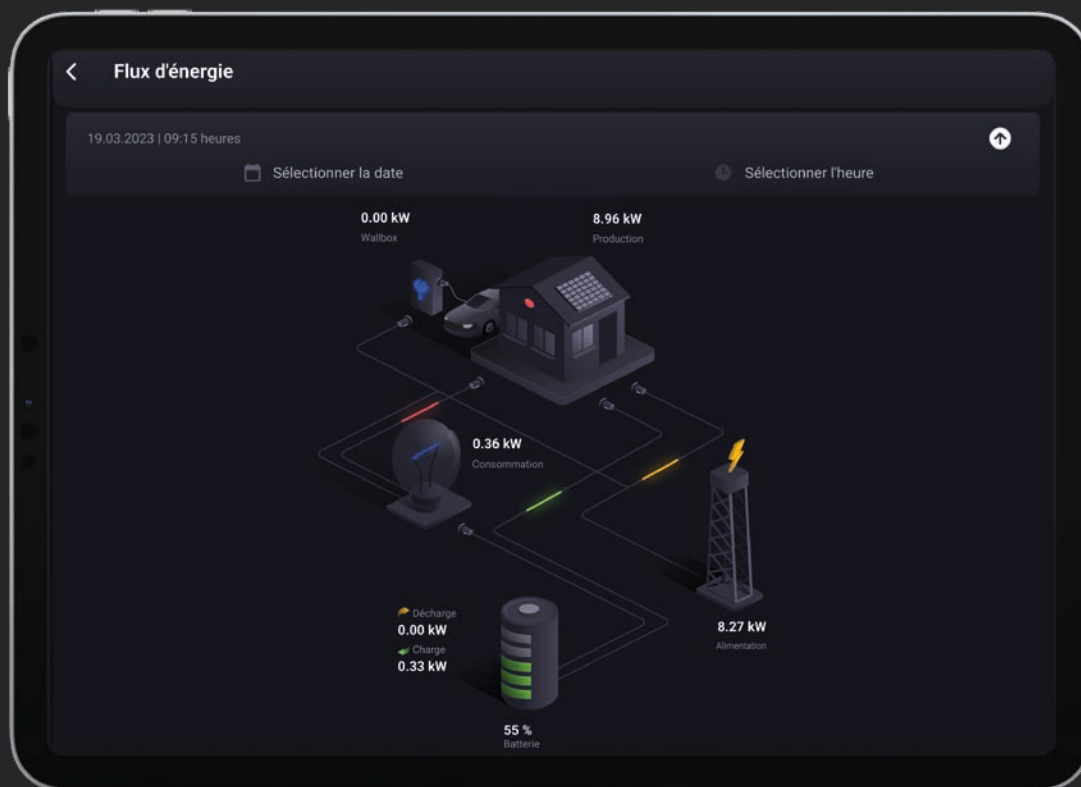 Flux d'énergie
19.03.2023 | 09:15 heures
Sélectionner la date
Sélectionner l'heure
0.00 kW
Wallbox
8.96 kW
Production
0.36 kW
Consommation
Décharge
0.00 kW
Charge
0.33 kW
8.27 kW
Alimentation
55 %
Batterie